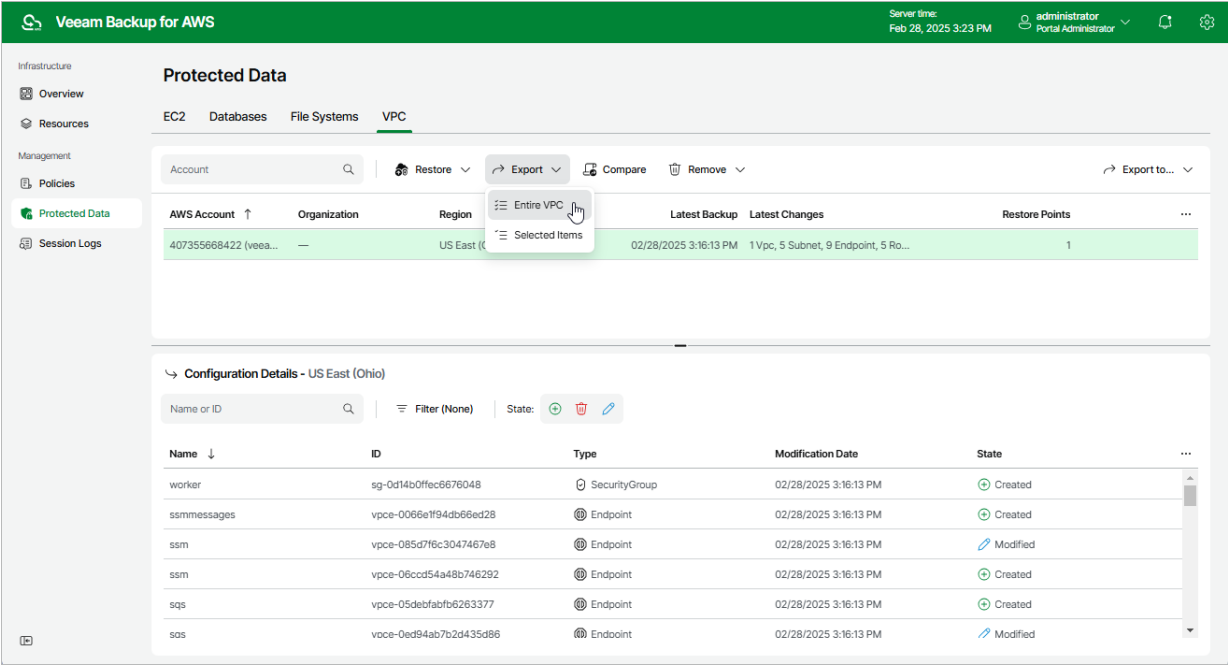 Veeam Backup for AWS
Server time:
Feb 28, 2025 3:23 PM
administrator
Portal Administrator
Infrastructure
Overview
Resources
Management
Policies
Protected Data
Session Logs
Protected Data
EC2 Databases File Systems VPC
Account Restore Export Compare Remove Export to...
Entire VPC
Selected Items
AWS Account Organization Region Latest Backup Latest Changes Restore Points ...
407355668422 (veea... — US East (O 02/28/2025 3:16:13 PM 1 Vpc, 5 Subnet, 9 Endpoint, 5 Ro... 1
Configuration Details - US East (Ohio)
Name or ID Filter (None) State:
Name ID Type Modification Date State ...
worker sg-0d14b0ffec6676048 SecurityGroup 02/28/2025 3:16:13 PM Created
ssmmessages vpce-0066e1f94db66ed28 Endpoint 02/28/2025 3:16:13 PM Created
ssm vpce-085d7f6c3047467e8 Endpoint 02/28/2025 3:16:13 PM Modified
ssm vpce-06ccd54a48b746292 Endpoint 02/28/2025 3:16:13 PM Created
sqs vpce-05debfabfb6263377 Endpoint 02/28/2025 3:16:13 PM Created
sqs vpce-0ed94ab7b2d435d86 Endpoint 02/28/2025 3:16:13 PM Modified